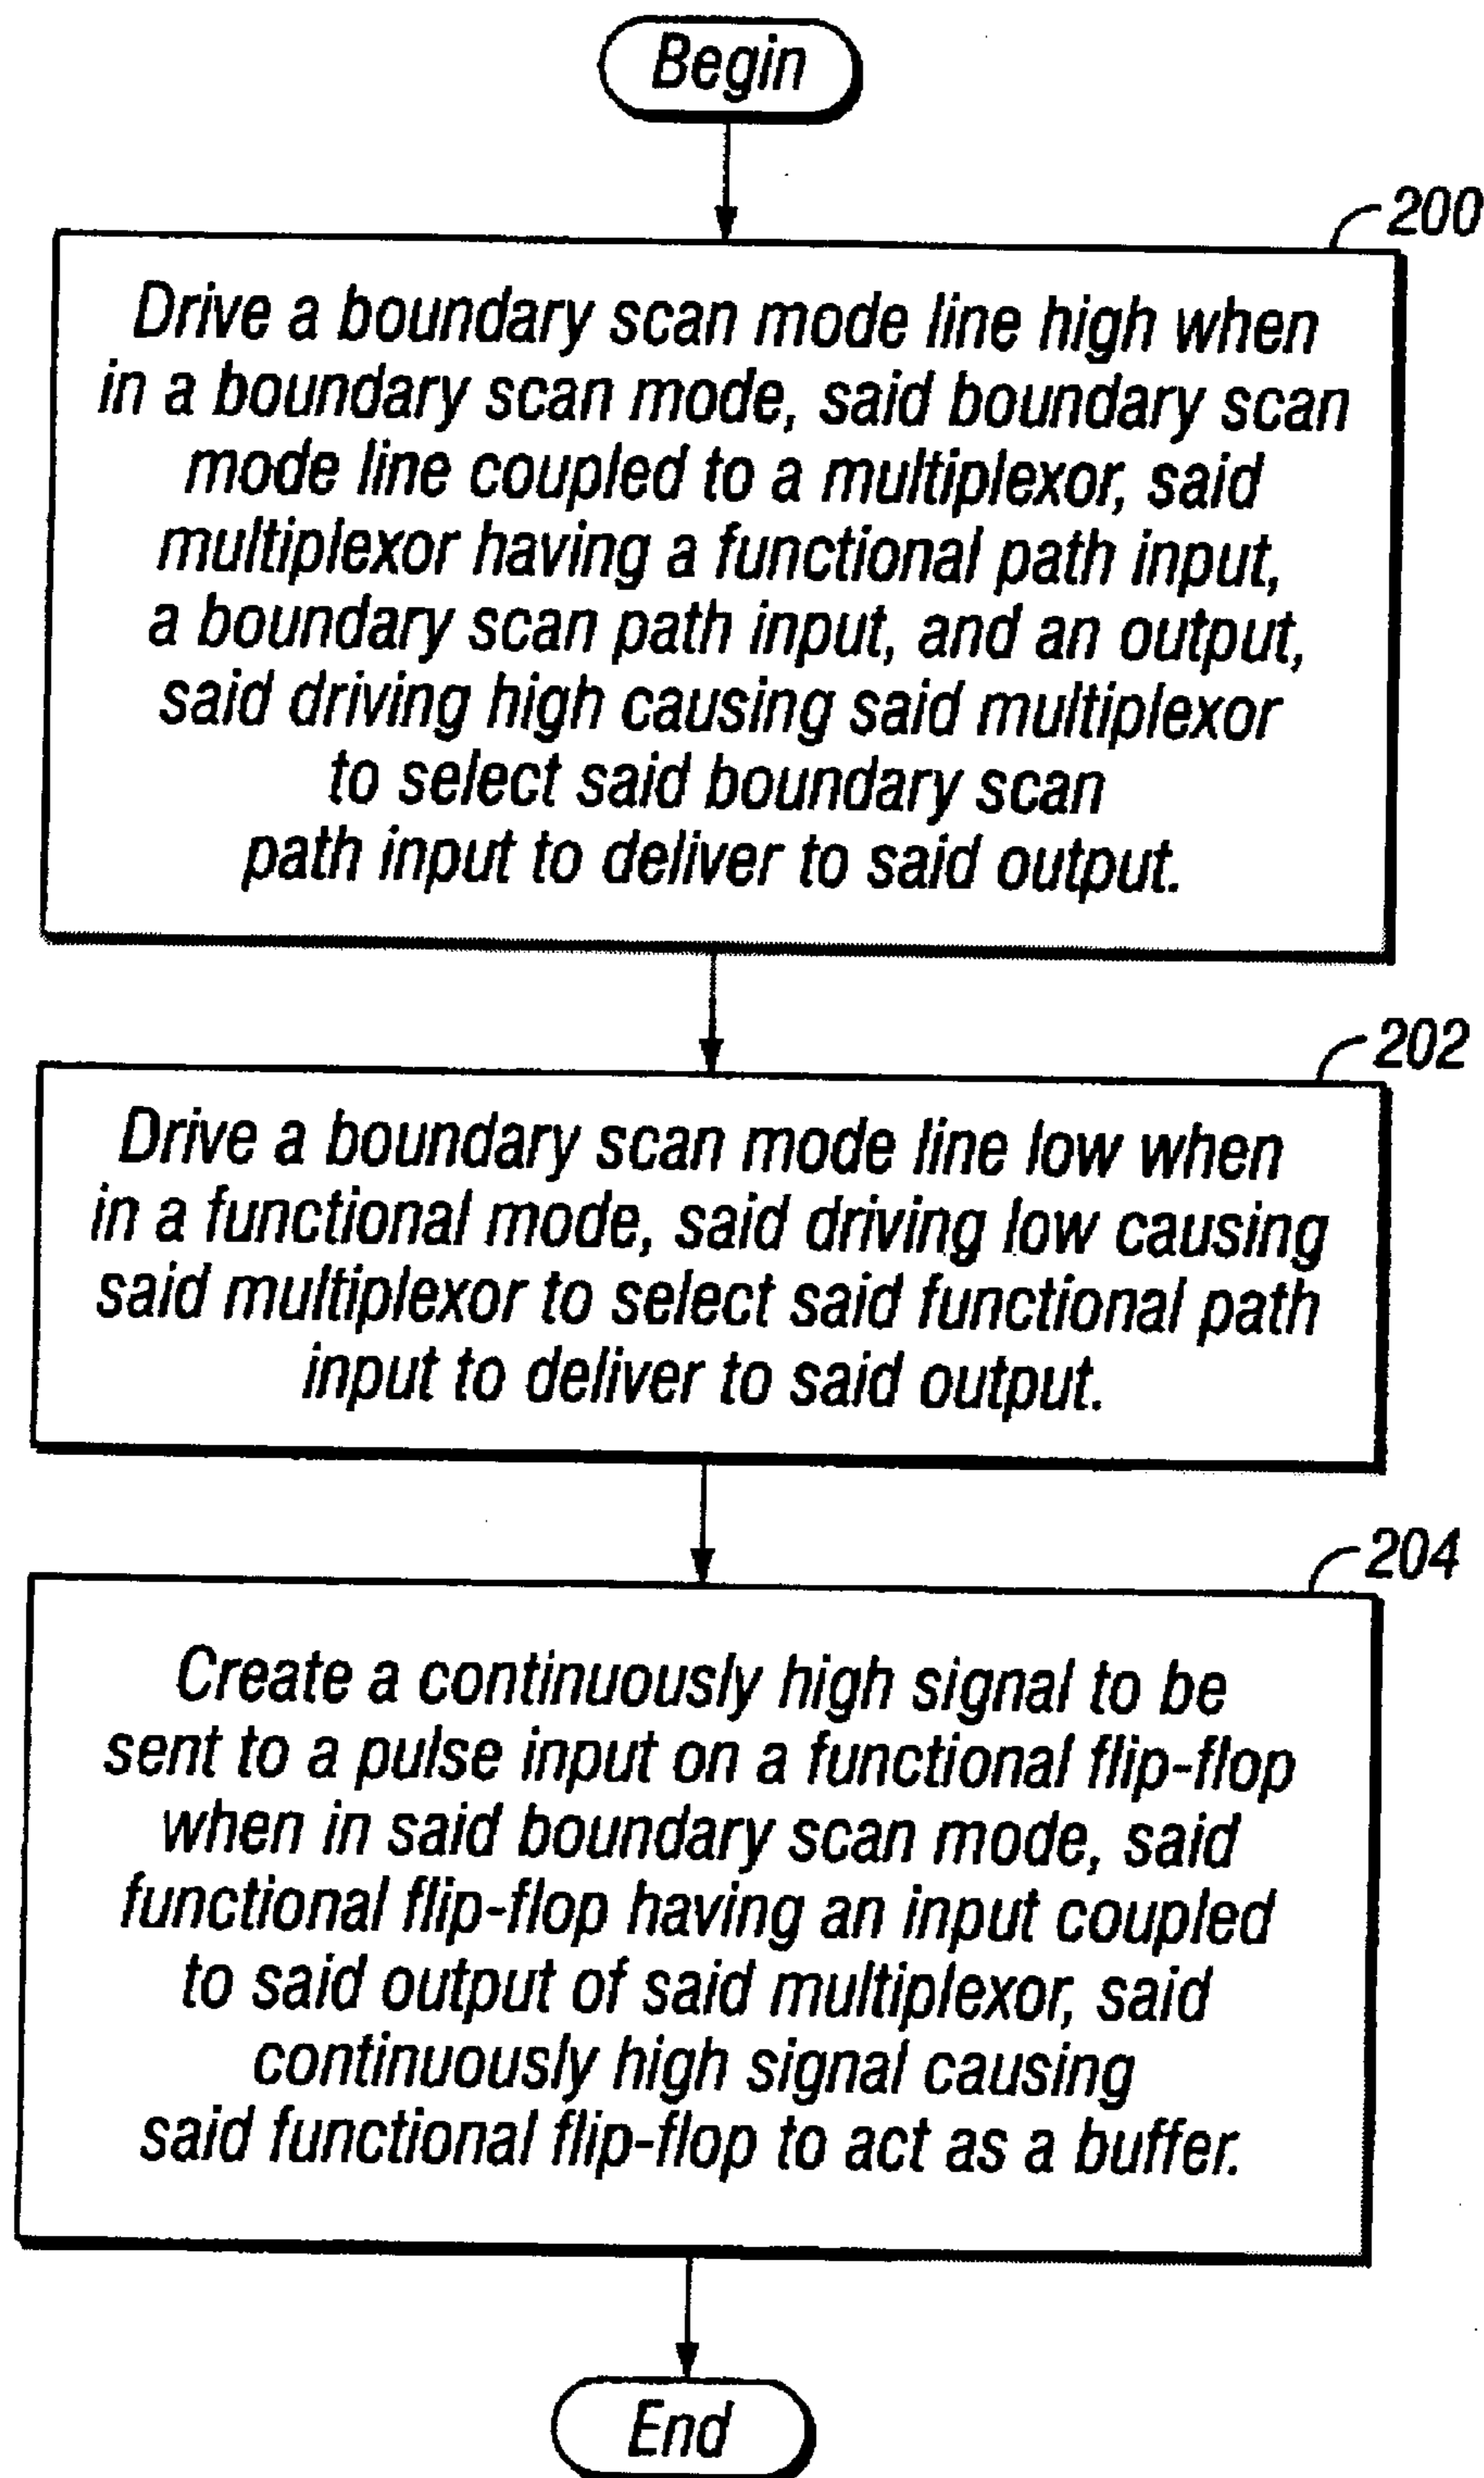 Begin
200
Drive a boundary scan mode line high when
in a boundary scan mode, said boundary scan
mode line coupled to a multiplexor, said
multiplexor having a functional path input,
a boundary scan path input, and an output,
said driving high causing said multiplexor
to select said boundary scan
path input to deliver to said output.
202
Drive a boundary scan mode line low when
in a functional mode, said driving low causing
said multiplexor to select said functional path
input to deliver to said output.
204
Create a continuously high signal to be
sent to a pulse input on a functional flip-flop
when in said boundary scan mode, said
functional flip-flop having an input coupled
to said output of said multiplexor, said
continuously high signal causing
said functional flip-flop to act as a buffer.
End